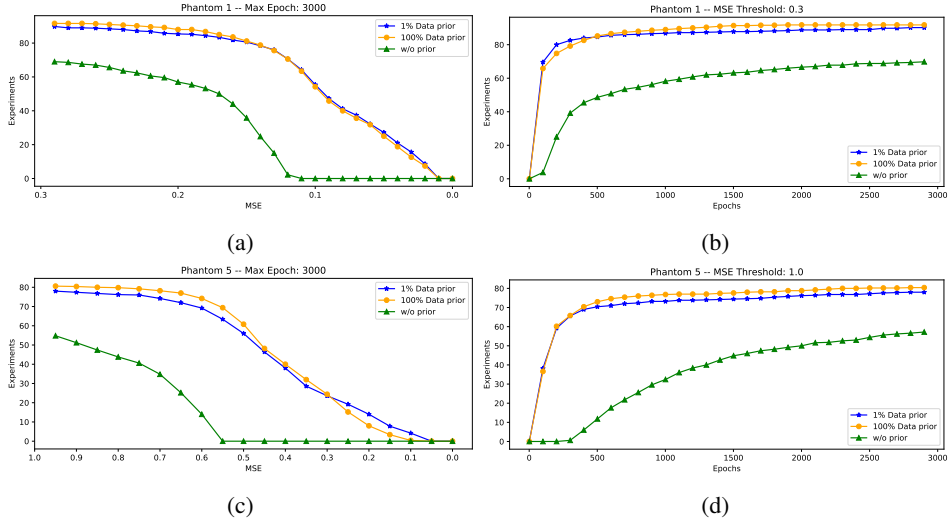 Phantom 1 Max Epoch: 3000
Experiments
80
60
40
20
0
1% Data prior
100% Data prior
w/o prior
0.3 0.2 0.1 0.0
MSE
(a)
Phantom 1 -- MSE Threshold: 0.3
Experiments
80
60
40
20
0
1% Data prior
100% Data prior
w/o prior
0 500 1000 1500 2000 2500 3000
Epochs
(b)
Phantom 5 -- Max Epoch: 3000
Experiments
80
70
60
50
40
30
20
10
0
1% Data prior
100% Data prior
w/o prior
1.0 0.9 0.8 0.7 0.6 0.5 0.4 0.3 0.2 0.1 0.0
MSE
(c)
Phantom 5 -- MSE Threshold: 1.0
Experiments
80
60
40
20
0
1% Data prior
100% Data prior
w/o prior
0 500 1000 1500 2000 2500 3000
Epochs
(d)